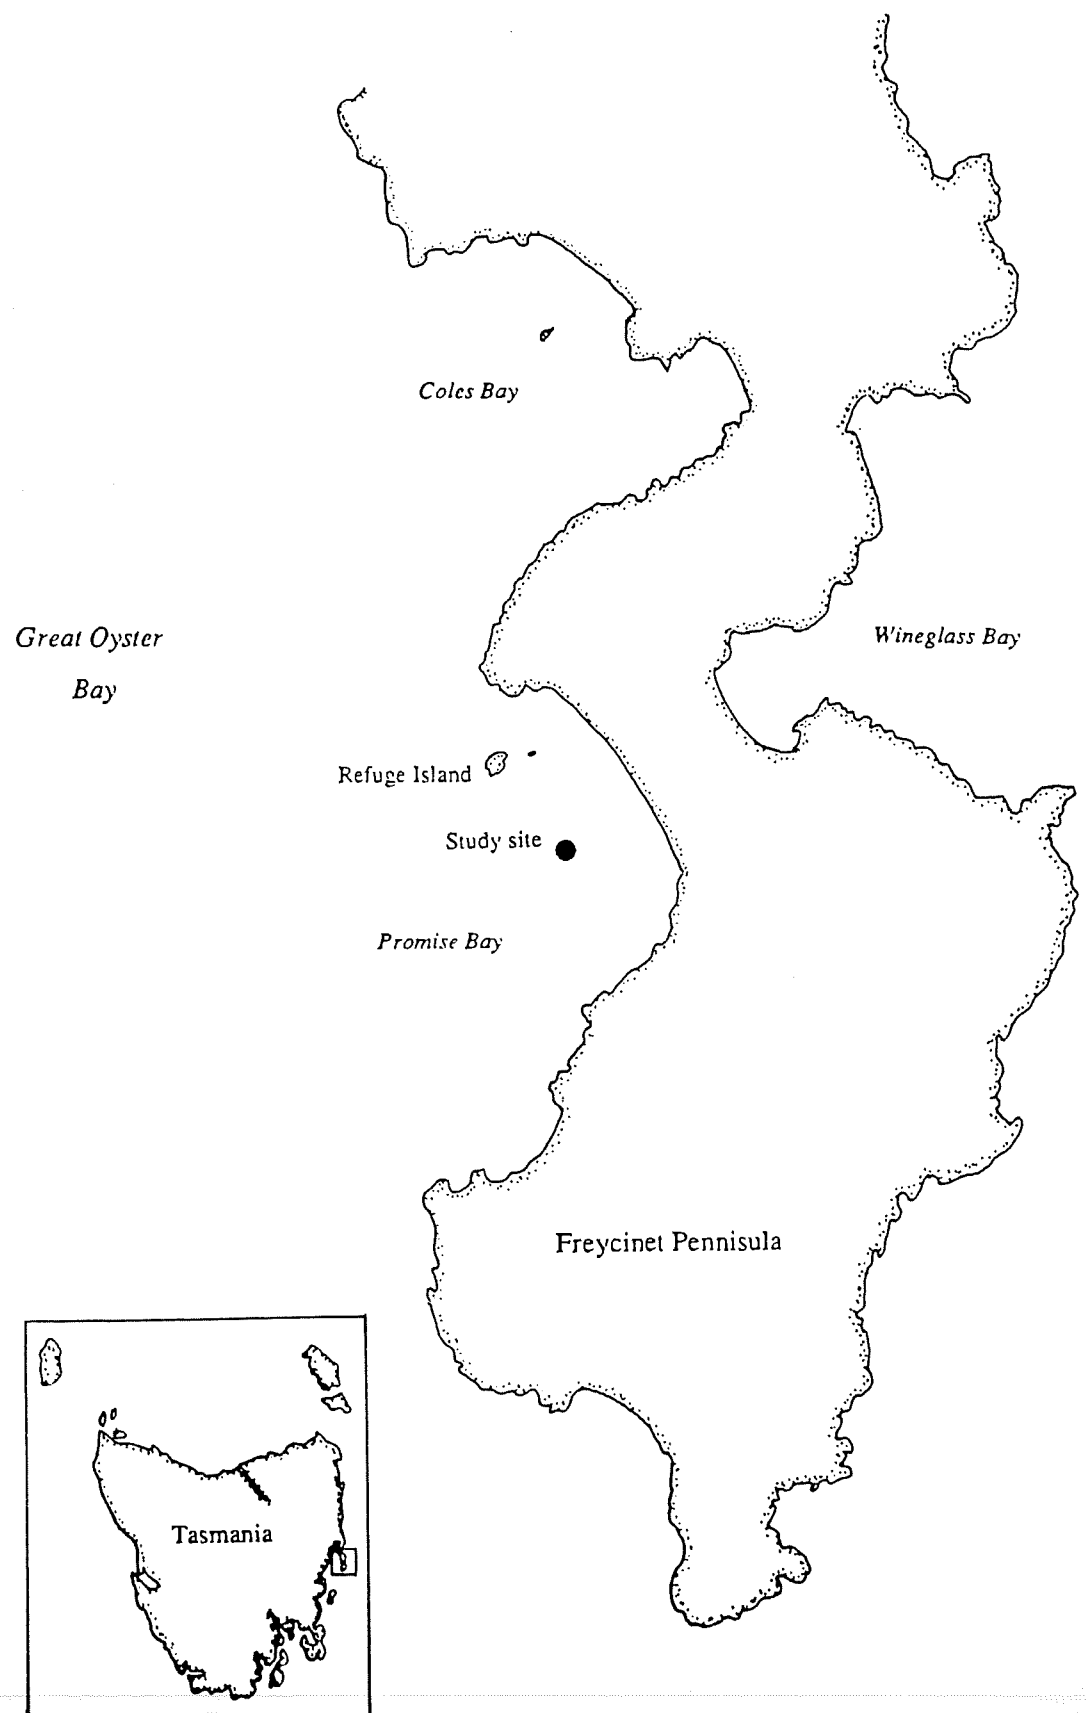 Coles Bay
Great Oyster
Bay
Wineglass Bay
Refuge Island
Study site
Promise Bay
Freycinet Pennisula
Tasmania